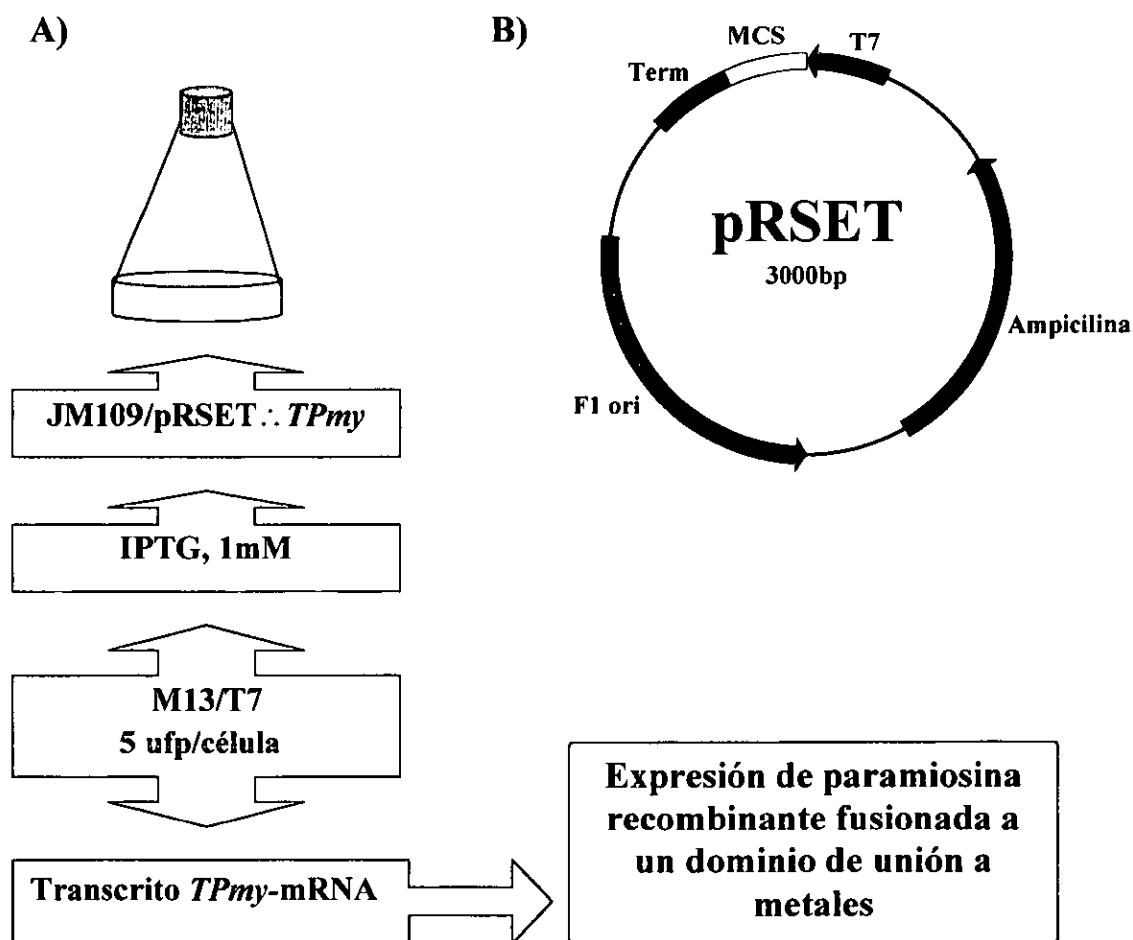 A)
JM109/pRSET ∴ TPmy
IPTG, 1mM
M13/T7
5 ufp/célula
Transcrito TPmy-mRNA
Expresión de paramiosina
recombinante fusionada a
un dominio de unión a
metales
B)
MCS
T7
Term
pRSET
3000bp
Ampicilina
F1 ori